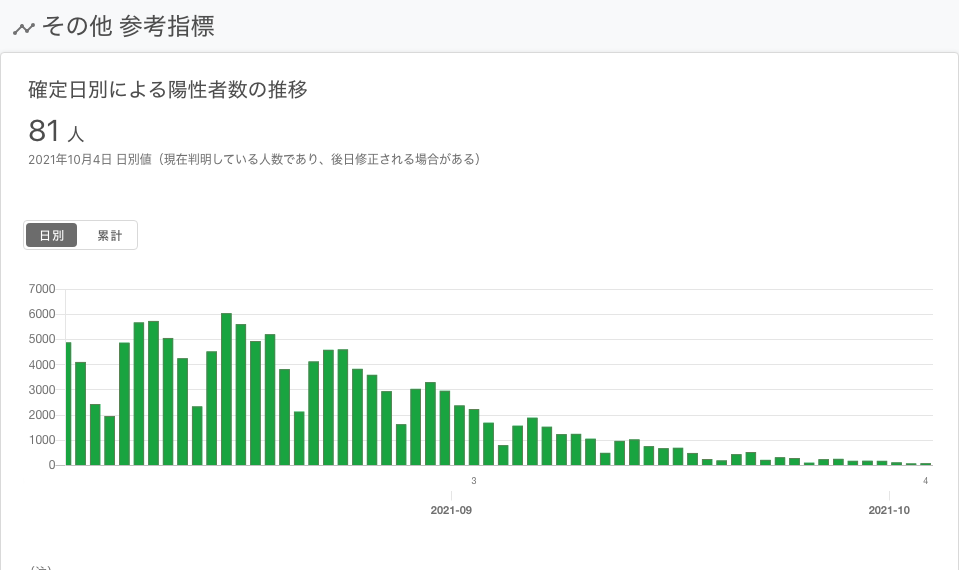 その他 参考指標
確定日別による陽性者数の推移
81 人
2021年10月4日 日別値（現在判明している人数であり、後日修正される場合がある）
日別 累計
7000
6000
5000
4000
3000
2000
1000
0
3 4
2021-09 2021-10